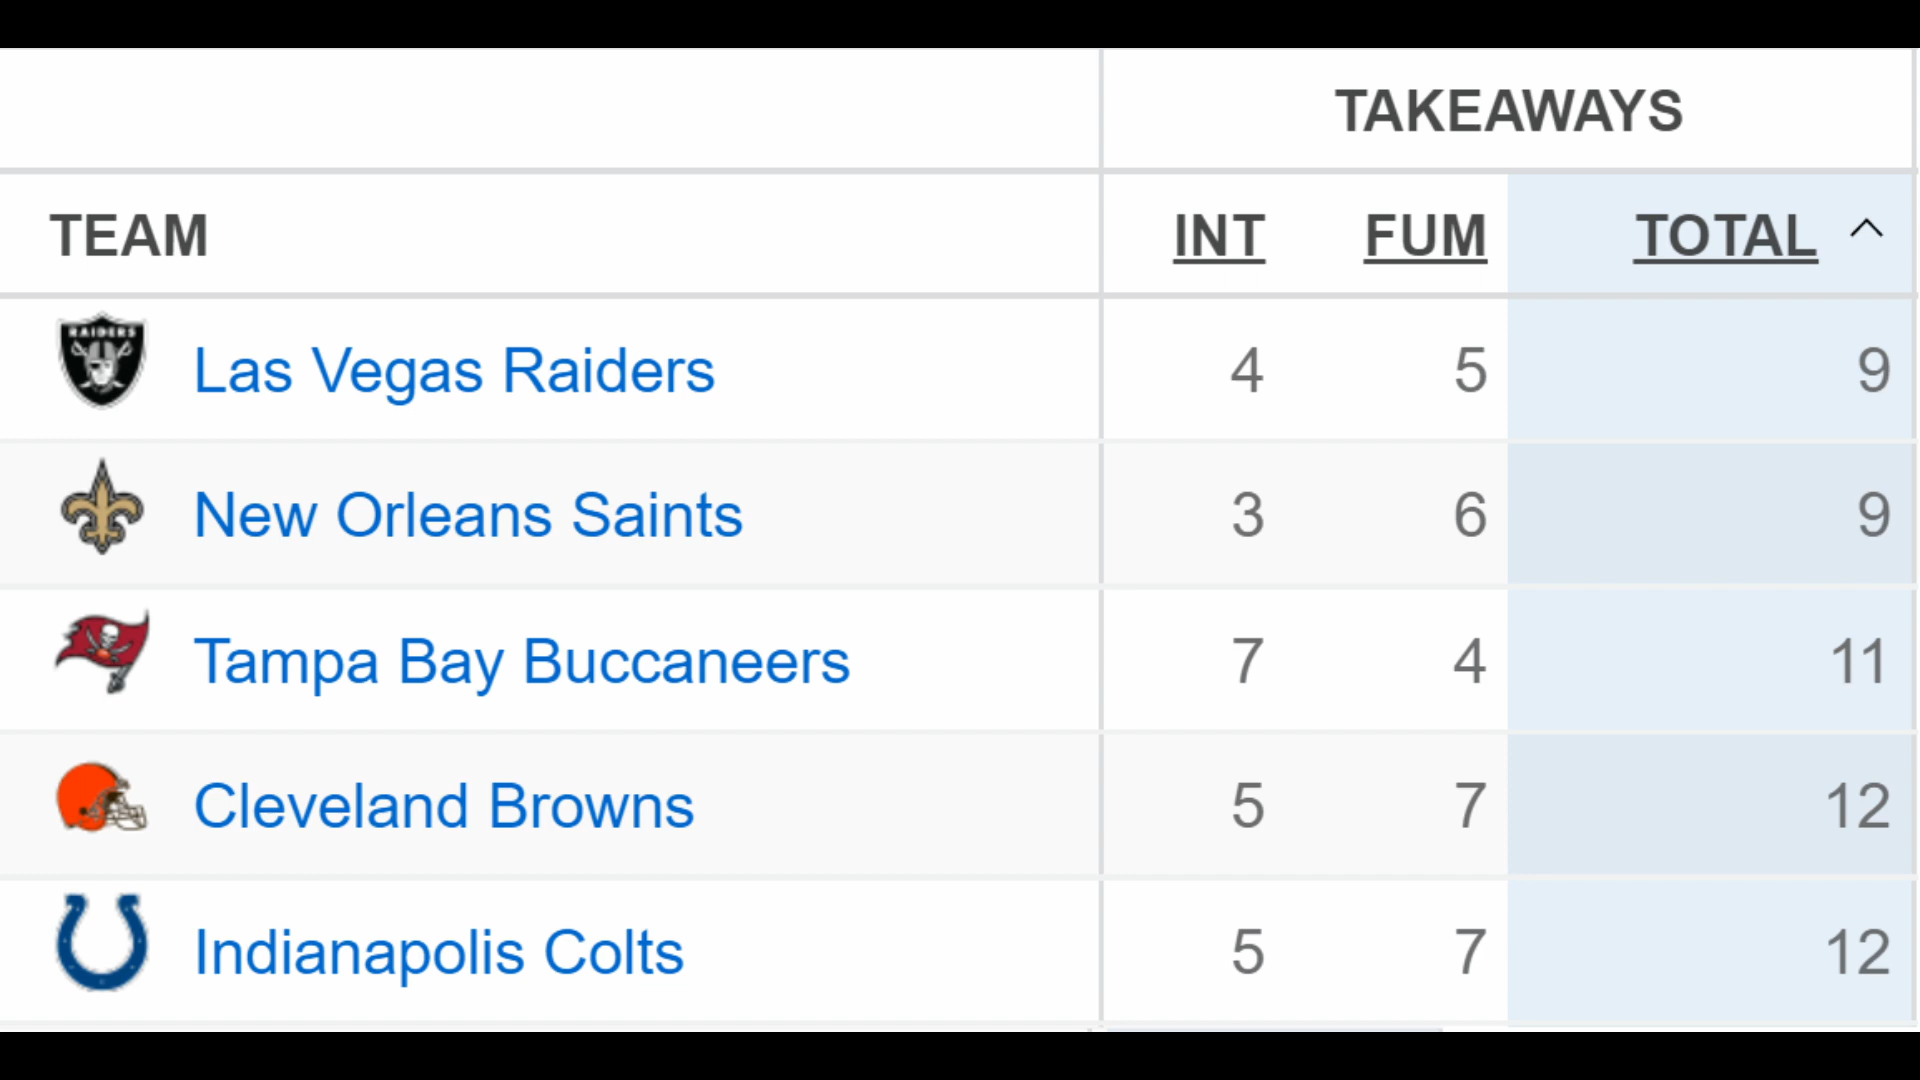 TAKEAWAYS
TEAM INT FUM TOTAL
RAIDERS
Las Vegas Raiders 4 5 9
New Orleans Saints 3 6 9
Tampa Bay Buccaneers 7 4 11
Cleveland Browns 5 7 12
Indianapolis Colts 5 7 12